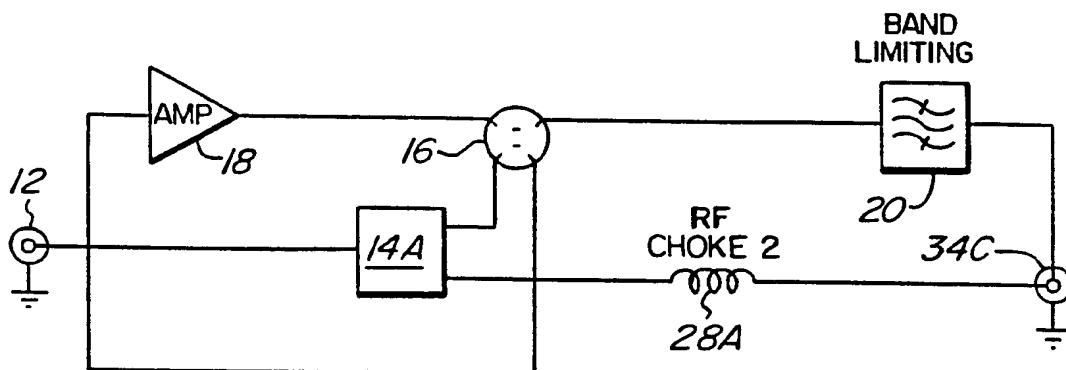 BAND
LIMITING
AMP
18
16
12
20
14A
RF
CHOKE 2
34C
28A